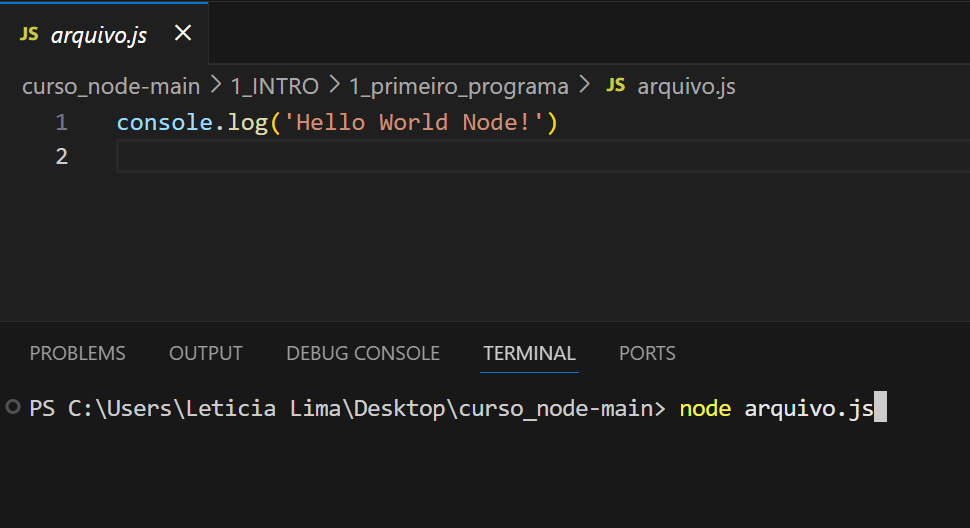 JS arquivo.js ×
curso_node-main > 1_INTRO > 1_primeiro_programa > JS arquivo.js
1 console.log('Hello World Node!')
2
PROBLEMS OUTPUT DEBUG CONSOLE TERMINAL PORTS
PS C:\Users\Leticia Lima\Desktop\curso_node-main> node arquivo.js